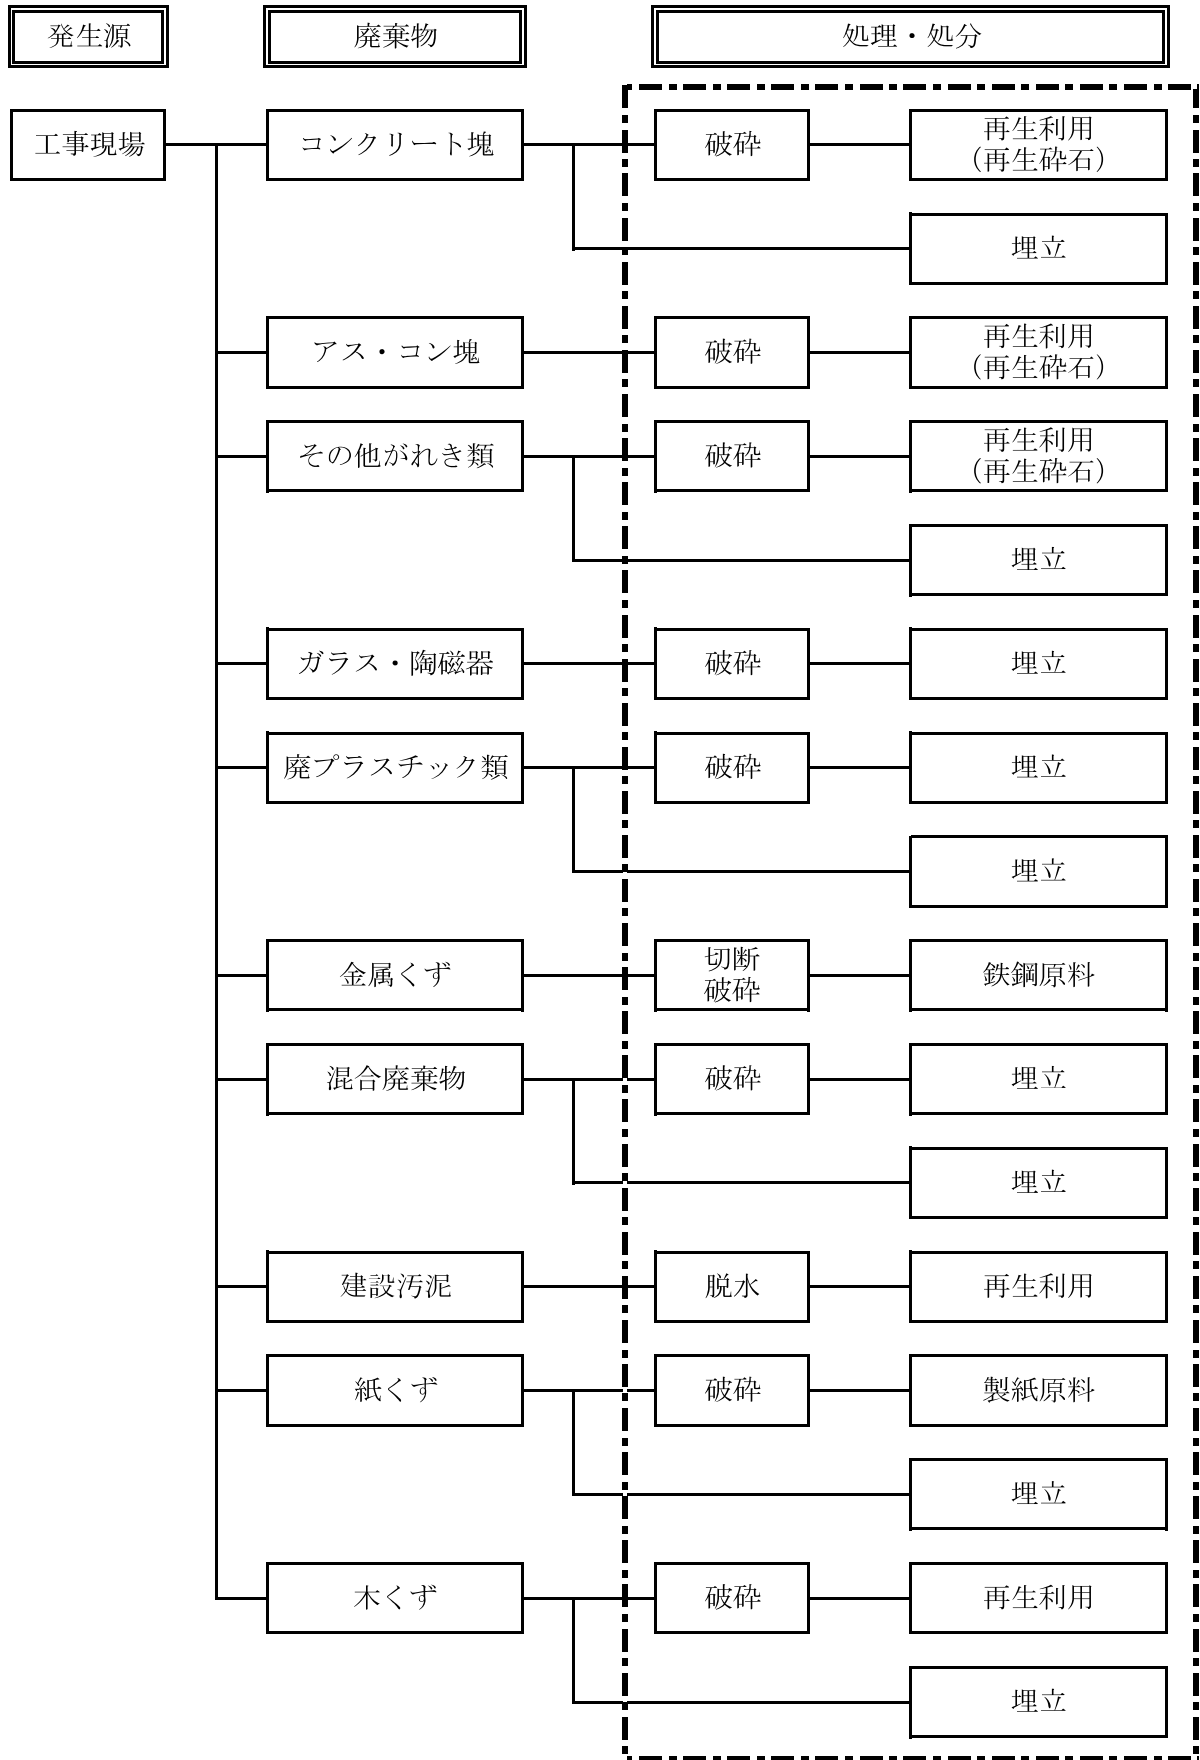 発生源
廃棄物
処理・処分
工事現場
コンクリート塊
破砕
再生利用
（再生砕石）
埋立
アス・コン塊
破砕
再生利用
（再生砕石）
その他がれき類
破砕
再生利用
（再生砕石）
埋立
ガラス・陶磁器
破砕
埋立
廃プラスチック類
破砕
埋立
埋立
金属くず
切断
破砕
鉄鋼原料
混合廃棄物
破砕
埋立
埋立
建設汚泥
脱水
再生利用
紙くず
破砕
製紙原料
埋立
木くず
破砕
再生利用
埋立